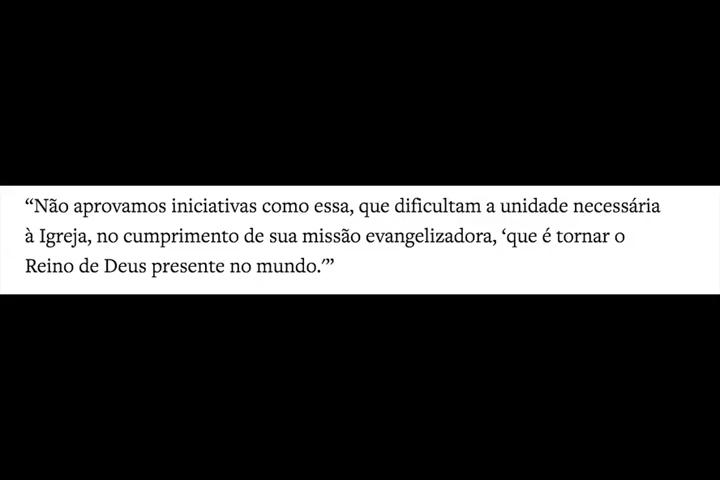 “Não aprovamos iniciativas como essa, que dificultam a unidade necessária
à Igreja, no cumprimento de sua missão evangelizadora, ‘que é tornar o
Reino de Deus presente no mundo.’”